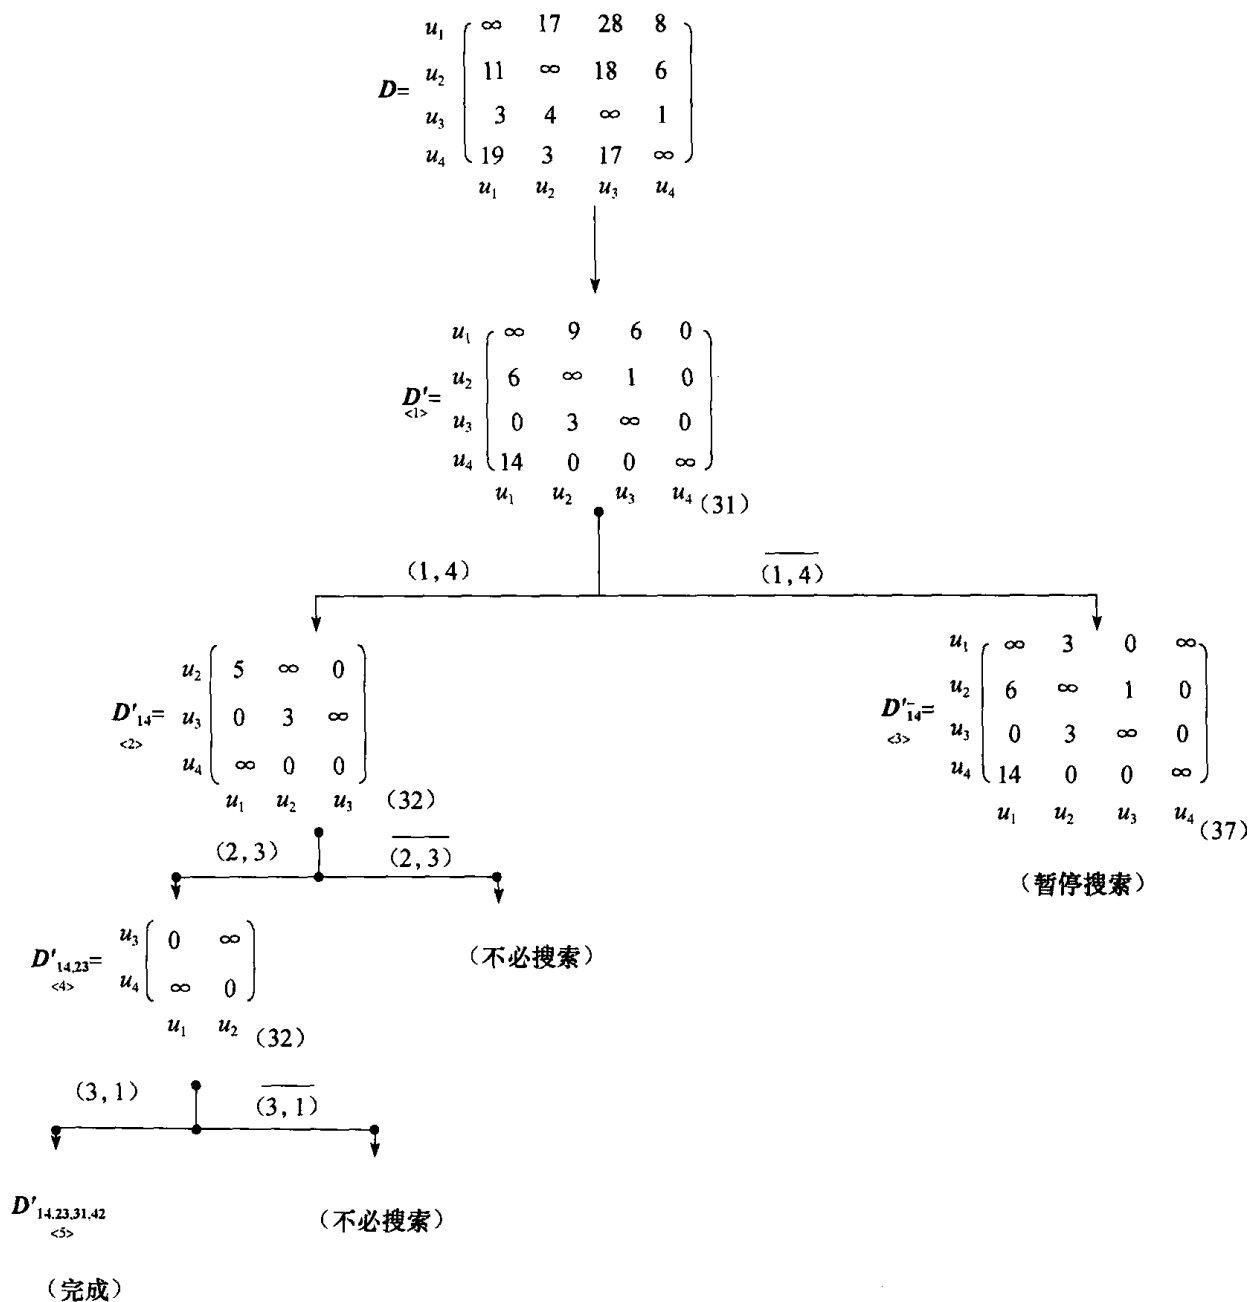 u₁ ∞ 17 28 8
u₂ 11 ∞ 18 6
D=
u₃ 3 4 ∞ 1
u₄ 19 3 17 ∞
u₁ u₂ u₃ u₄
u₁ ∞ 9 6 0
u₂ 6 ∞ 1 0
D'=
<1>
u₃ 0 3 ∞ 0
u₄ 14 0 0 ∞
u₁ u₂ u₃ u₄ (31)
(1,4) \overline{(1,4)}
u₂ 5 ∞ 0
D'₁₄= u₃ 0 3 ∞
<2>
u₄ ∞ 0 0
u₁ u₂ u₃ (32)
u₁ ∞ 3 0 ∞
u₂ 6 ∞ 1 0
D'_{\overline{14}}=
<3>
u₃ 0 3 ∞ 0
u₄ 14 0 0 ∞
u₁ u₂ u₃ u₄ (37)
(暂停搜索)
(2,3) \overline{(2,3)}
u₃ 0 ∞
D'₁₄,₂₃=
<4>
u₄ ∞ 0
u₁ u₂ (32)
(不必搜索)
(3,1) \overline{(3,1)}
D'₁₄,₂₃,₃₁,₄₂
<5>
(不必搜索)
(完成)